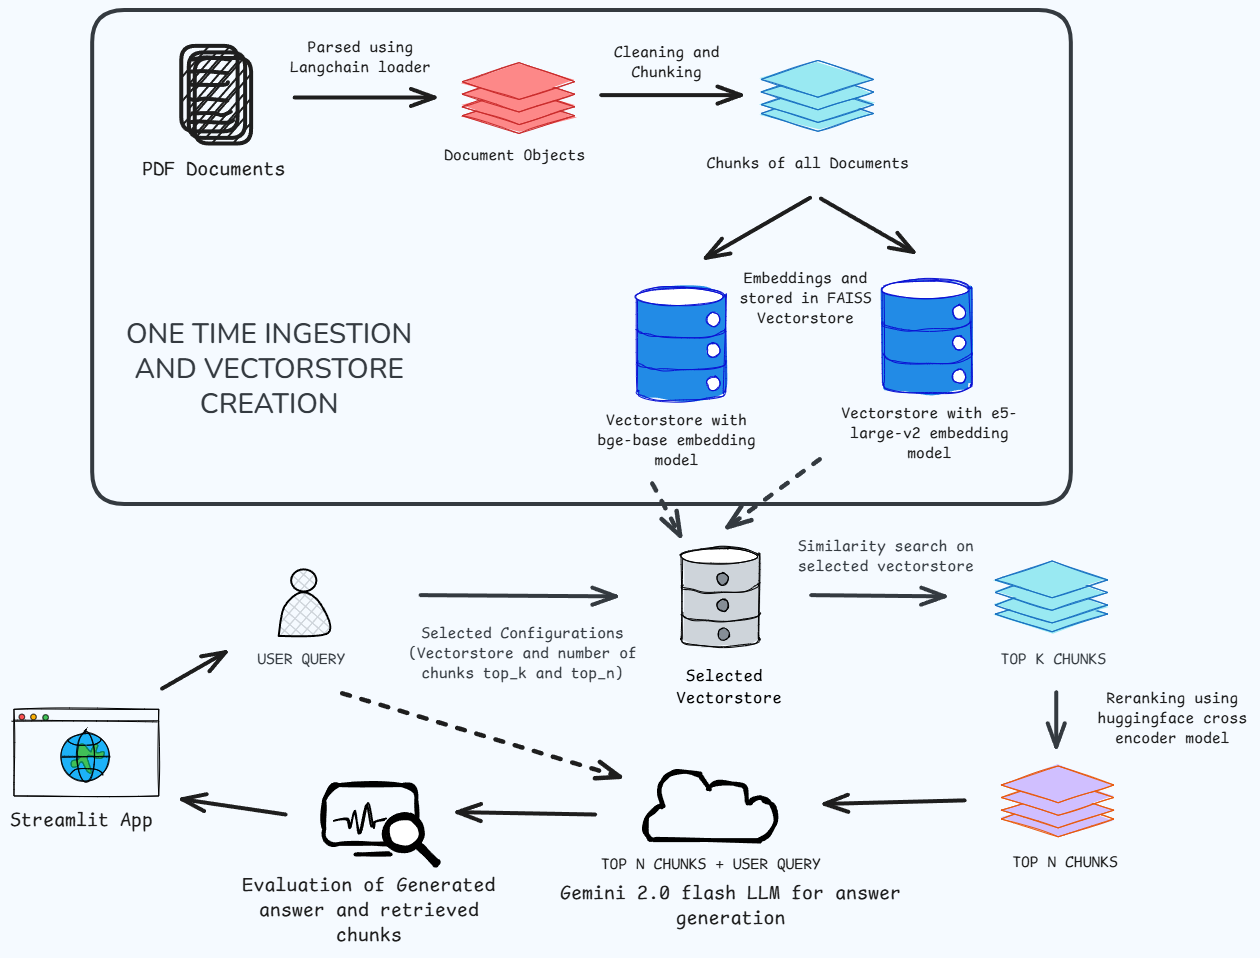 Parsed using
Langchain loader
Cleaning and
Chunking
PDF Documents
Document Objects
Chunks of all Documents
Embeddings and
stored in FAISS
Vectorstore
ONE TIME INGESTION
AND VECTORSTORE
CREATION
Vectorstore with
bge-base embedding
model
Vectorstore with e5-
large-v2 embedding
model
Similarity search on
selected vectorstore
USER QUERY
Selected Configurations
(Vectorstore and number of
chunks top_k and top_n)
Selected
Vectorstore
TOP K CHUNKS
Reranking using
huggingface cross
encoder model
Streamlit App
Evaluation of Generated
answer and retrieved
chunks
TOP N CHUNKS + USER QUERY
Gemini 2.0 flash LLM for answer
generation
TOP N CHUNKS